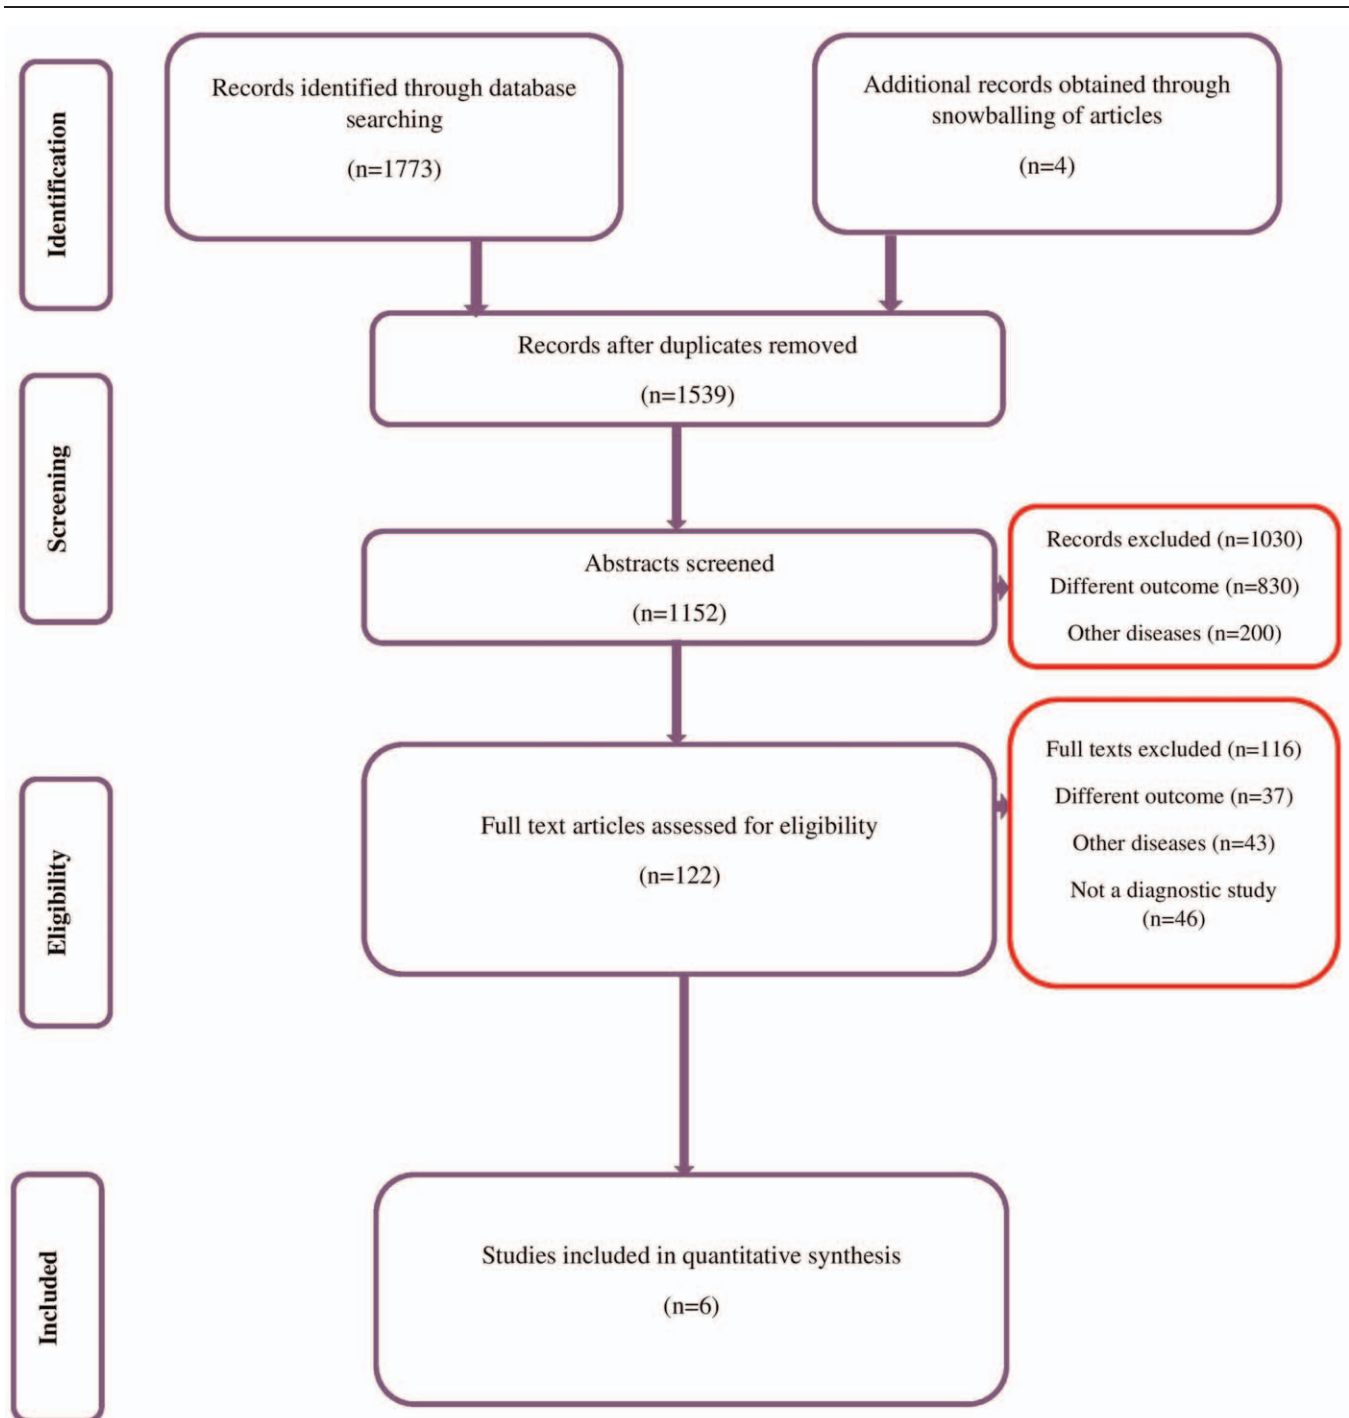 Identification
Records identified through database
searching
(n=1773)
Additional records obtained through
snowballing of articles
(n=4)
Records after duplicates removed
(n=1539)
Screening
Abstracts screened
(n=1152)
Records excluded (n=1030)
Different outcome (n=830)
Other diseases (n=200)
Eligibility
Full text articles assessed for eligibility
(n=122)
Full texts excluded (n=116)
Different outcome (n=37)
Other diseases (n=43)
Not a diagnostic study
(n=46)
Included
Studies included in quantitative synthesis
(n=6)